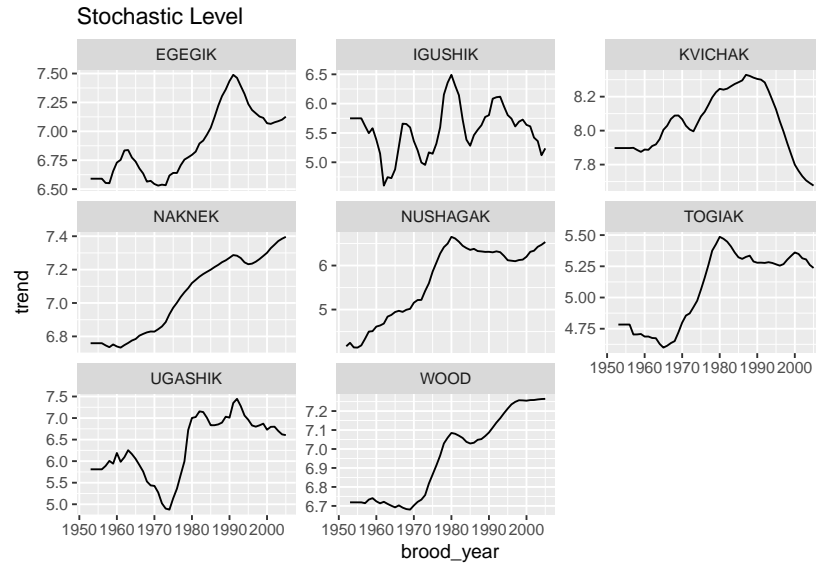 Stochastic Level
EGEGIK
IGUSHIK
KVICHAK
7.50
7.25
7.00
6.75
6.50
6.5
6.0
5.5
5.0
8.2
8.0
7.8
NAKNEK
NUSHAGAK
TOGIAK
7.4
7.2
7.0
6.8
6
5
5.50
5.25
5.00
4.75
1950 1960 1970 1980 1990 2000
UGASHIK
WOOD
7.5
7.0
6.5
6.0
5.5
5.0
7.2
7.1
7.0
6.9
6.8
6.7
1950 1960 1970 1980 1990 2000
1950 1960 1970 1980 1990 2000
trend
brood_year